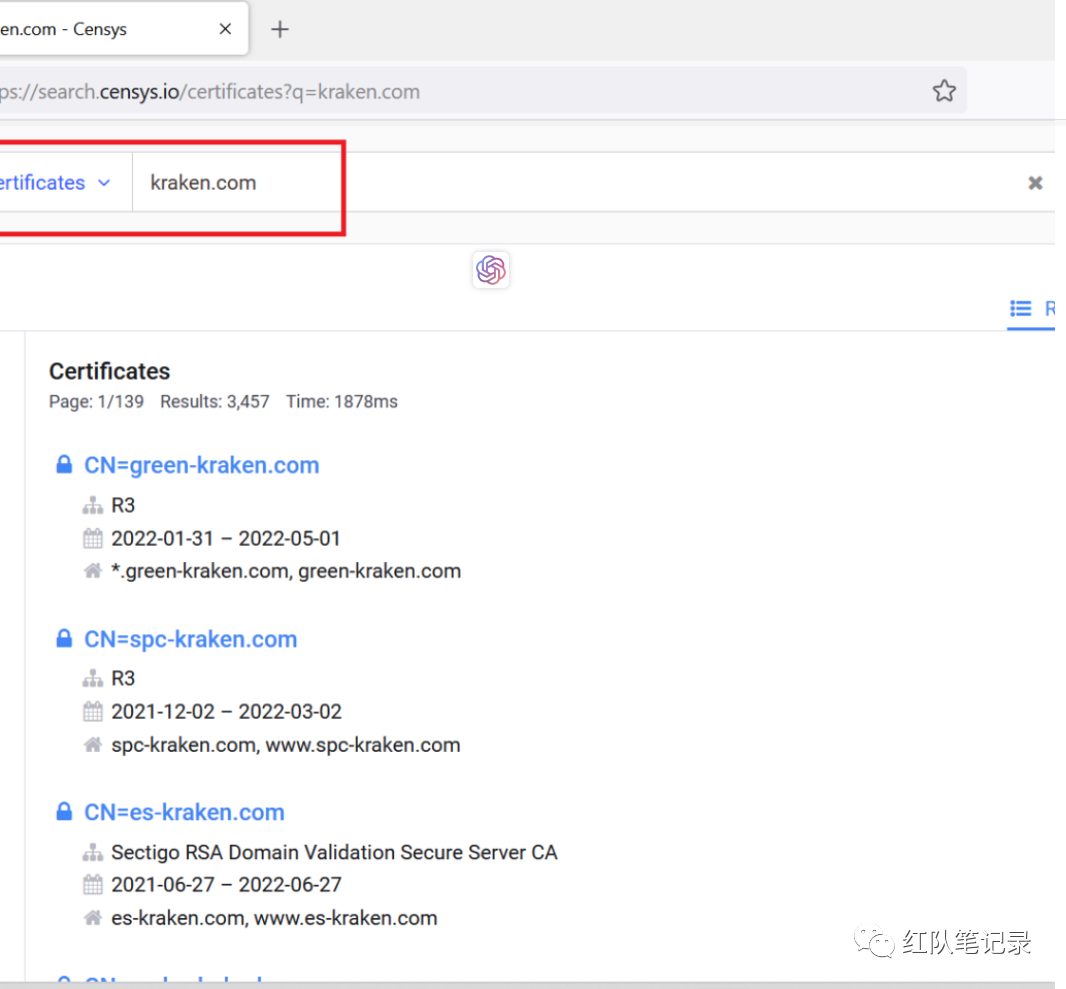 en.com - Censys
ps://search.censys.io/certificates?q=kraken.com
ertificates kraken.com
R
Certificates
Page: 1/139 Results: 3,457 Time: 1878ms
CN=green-kraken.com
R3
2022-01-31 – 2022-05-01
*.green-kraken.com, green-kraken.com
CN=spc-kraken.com
R3
2021-12-02 – 2022-03-02
spc-kraken.com, www.spc-kraken.com
CN=es-kraken.com
Sectigo RSA Domain Validation Secure Server CA
2021-06-27 – 2022-06-27
es-kraken.com, www.es-kraken.com
红队笔记录